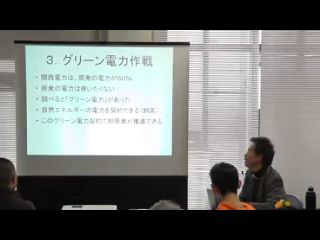 3．グリーン電力作戦
• 関西電力は、原発の電力が50%
• 原発の電力は使いたくない
• 調べると「グリーン電力」があった
• 自然エネルギーの電力を契約できる（割高）
• このグリーン電力契約で脱原発が推進できる